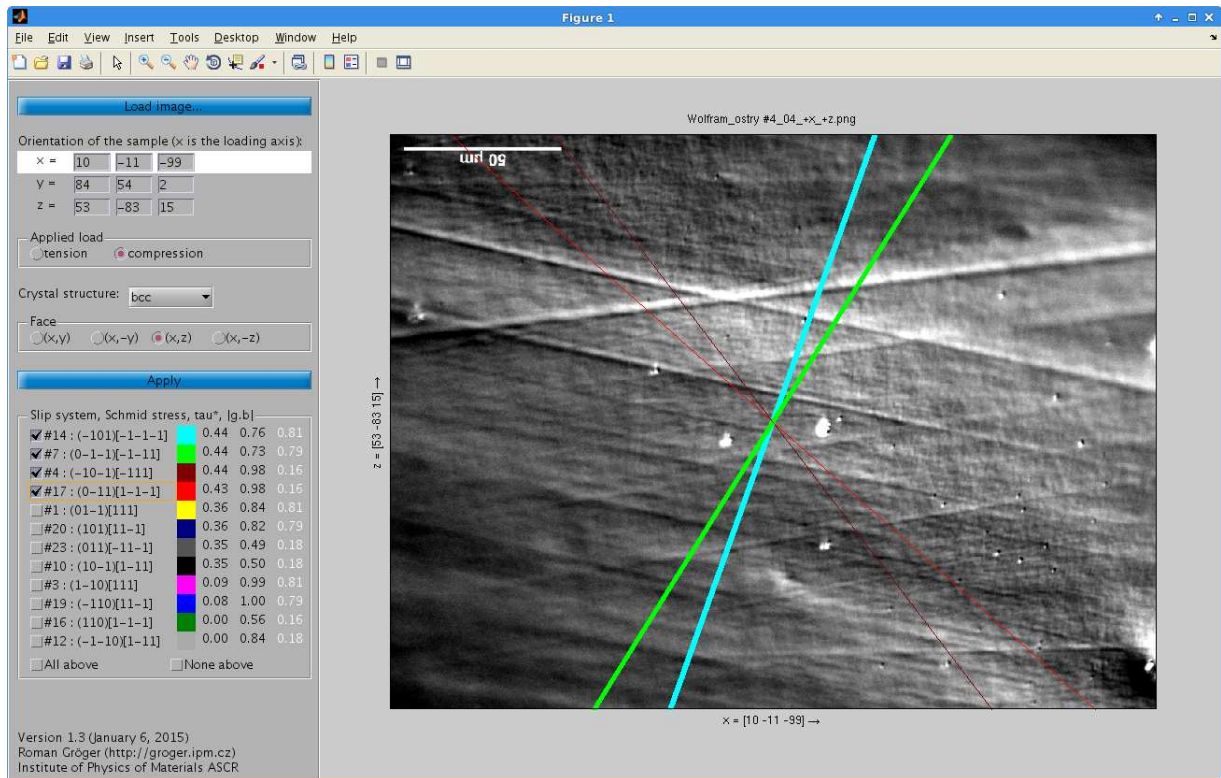 Figure 1
File Edit View Insert Tools Desktop Window Help
Load image...
Orientation of the sample (x is the loading axis):
x = 10 −11 −99
y = 84 54 2
z = 53 −83 15
Applied load
tension compression
Crystal structure: bcc
Face
(x,y) (x,−y) (x,z) (x,−z)
Apply
Slip system, Schmid stress, tau*, |g.b|
#14 : (−101)[−1−1−1] 0.44 0.76 0.81
#7 : (0−1−1)[−1−11] 0.44 0.73 0.79
#4 : (−10−1)[−111] 0.44 0.98 0.16
#17 : (0−11)[1−1−1] 0.43 0.98 0.16
#1 : (01−1)[111] 0.36 0.84 0.81
#20 : (101)[11−1] 0.36 0.82 0.79
#23 : (011)[−11−1] 0.35 0.49 0.18
#10 : (10−1)[1−11] 0.35 0.50 0.18
#3 : (1−10)[111] 0.09 0.99 0.81
#19 : (−110)[11−1] 0.08 1.00 0.79
#16 : (110)[1−1−1] 0.00 0.56 0.16
#12 : (−1−10)[1−11] 0.00 0.84 0.18
All above None above
Version 1.3 (January 6, 2015)
Roman Gröger (http://groger.ipm.cz)
Institute of Physics of Materials ASCR
Wolfram_ostry #4_04_+x_+z.png
50 µm
z = [53 −83 15] →
x = [10 −11 −99] →